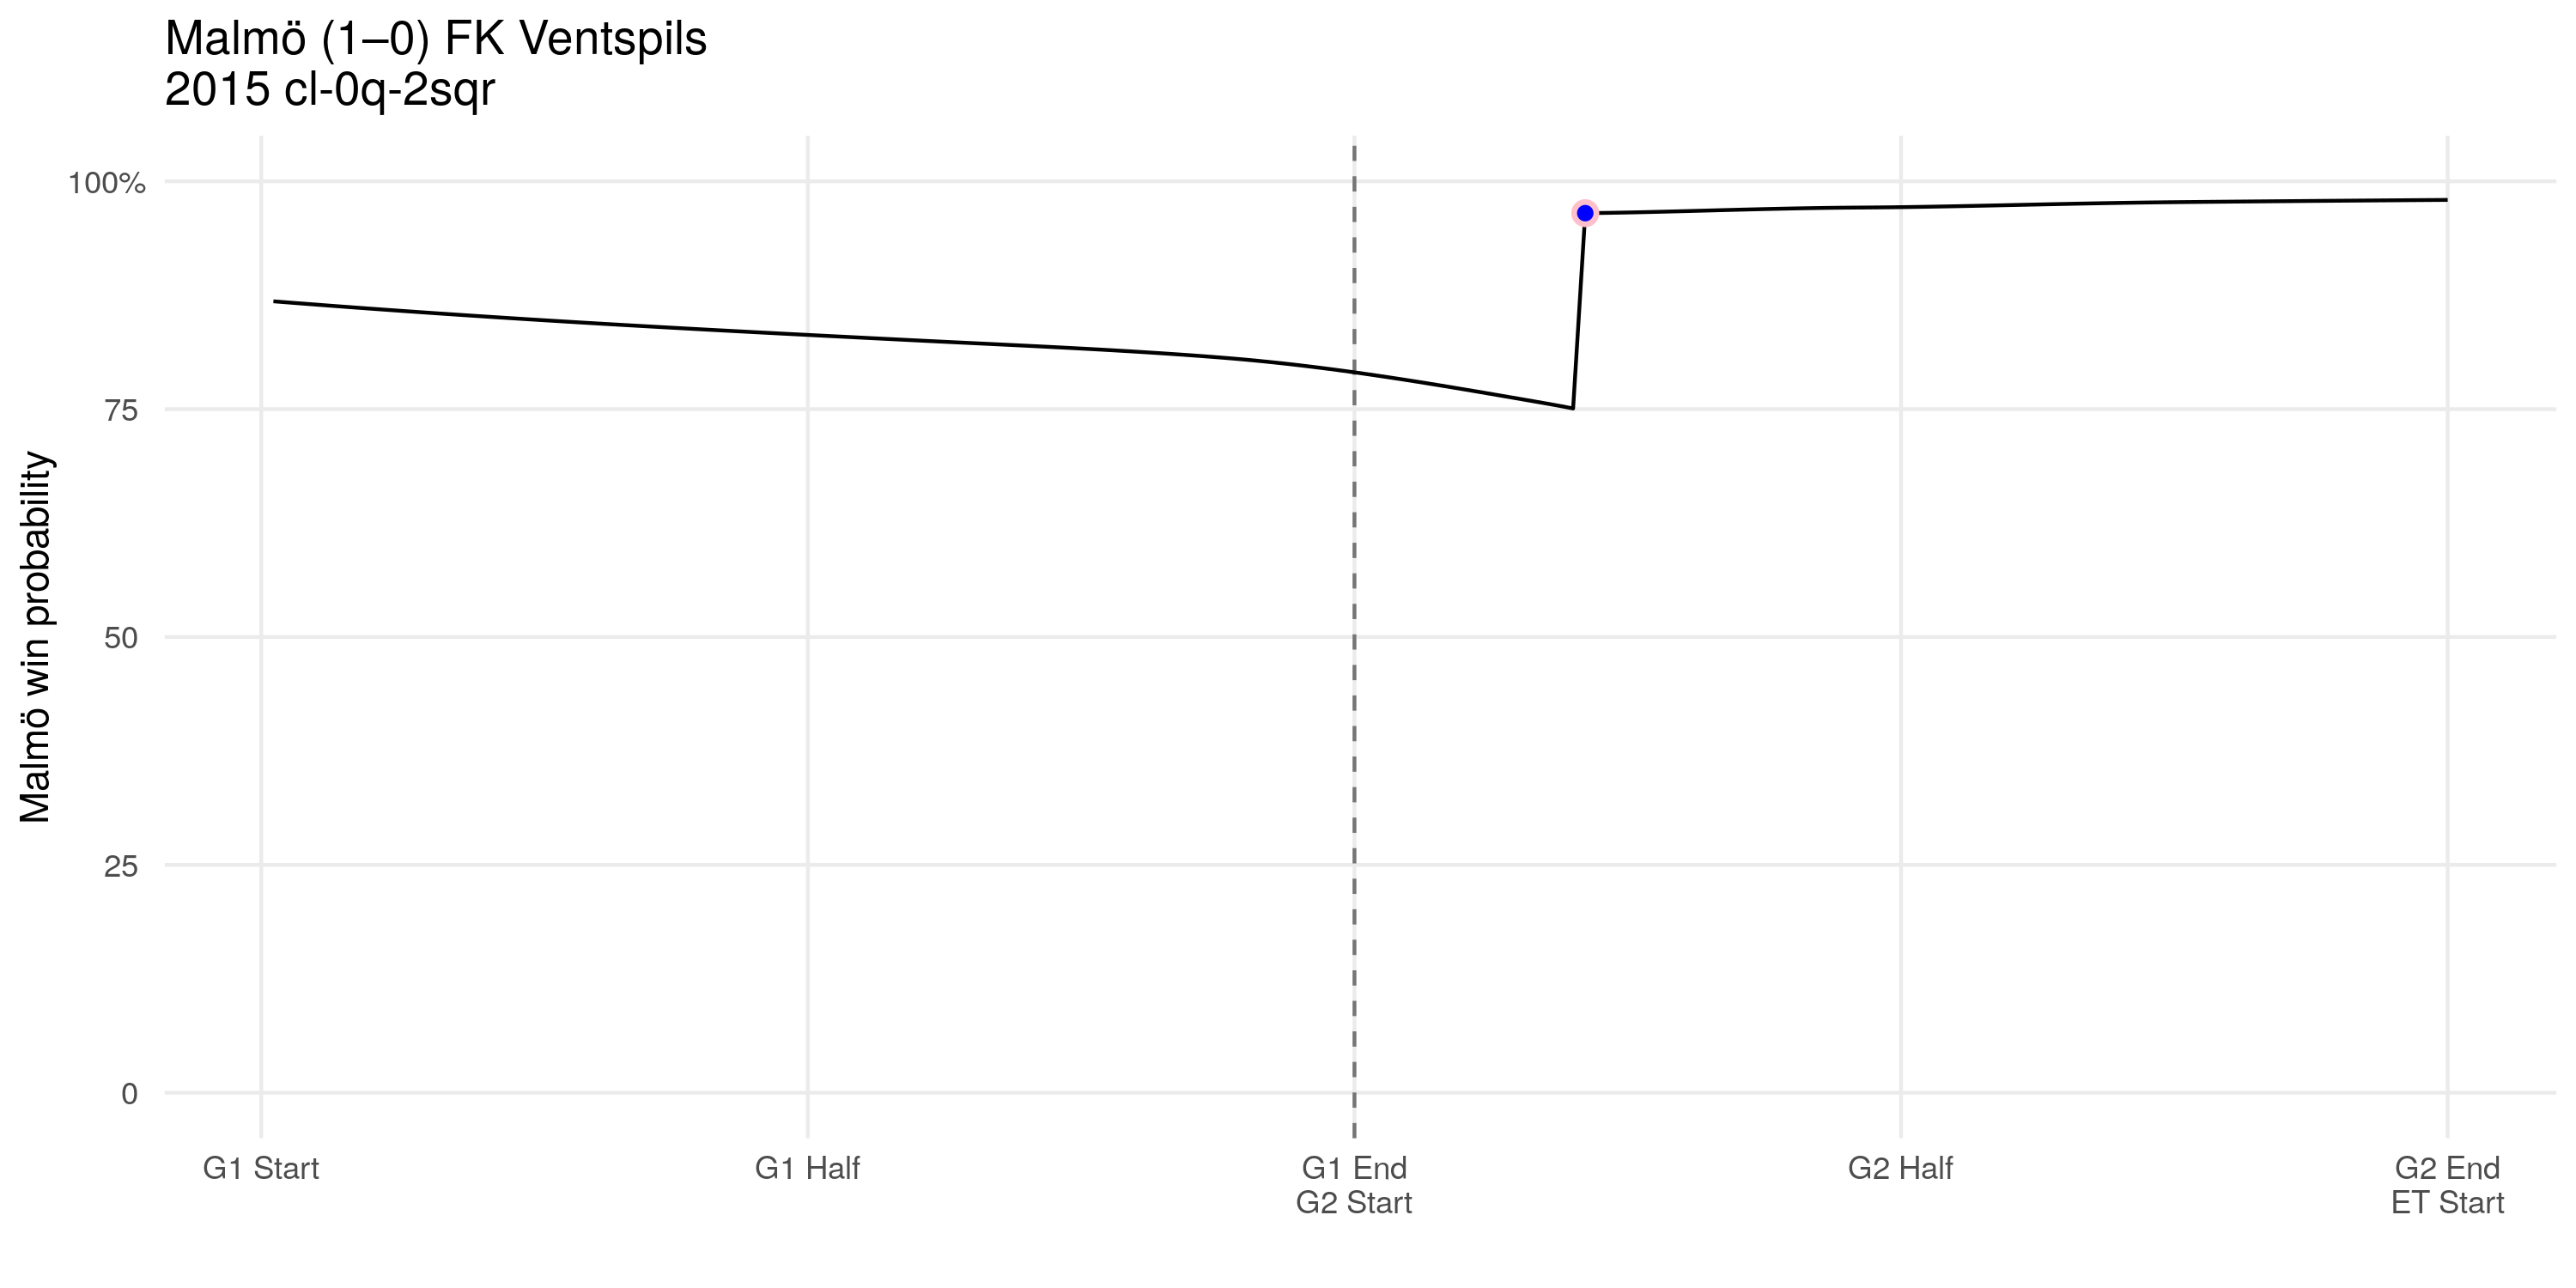 Malmö (1–0) FK Ventspils
2015 cl-0q-2sqr
Malmö win probability
100%
75
50
25
0
G1 Start
G1 Half
G1 End
G2 Start
G2 Half
G2 End
ET Start